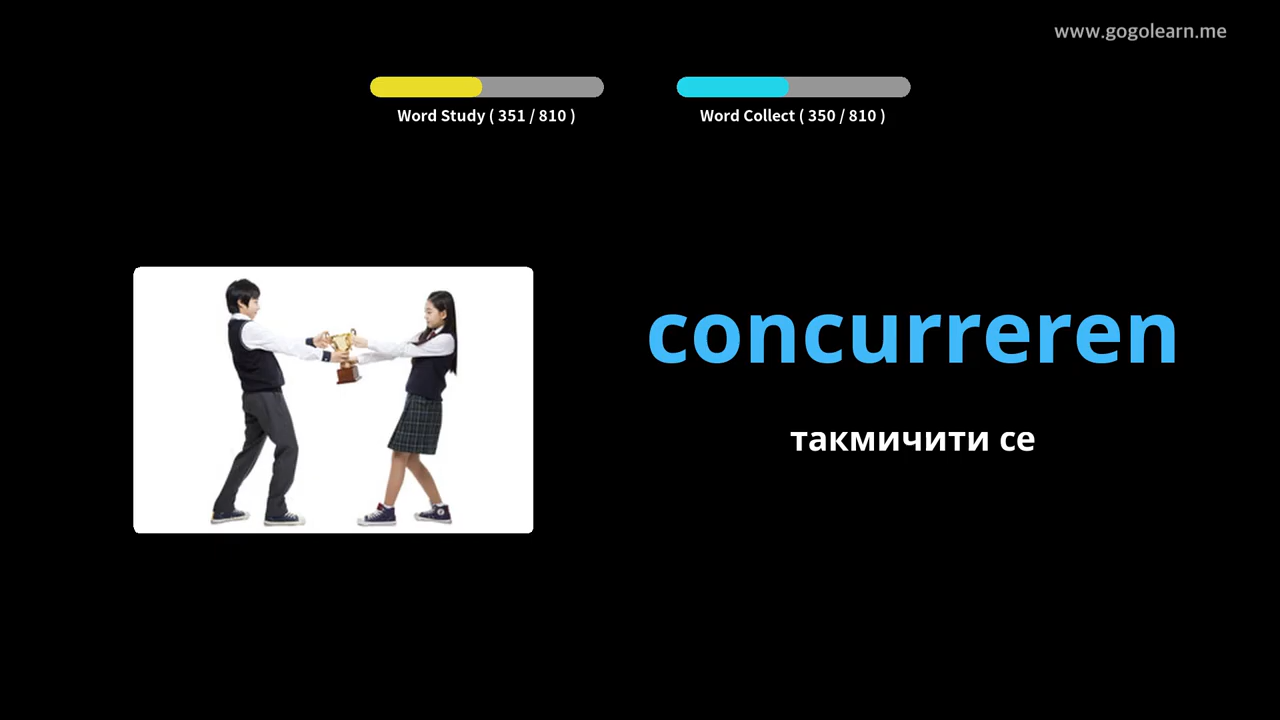 www.gogolearn.me
Word Study ( 351 / 810 )
Word Collect ( 350 / 810 )
concurreren
такмичити се